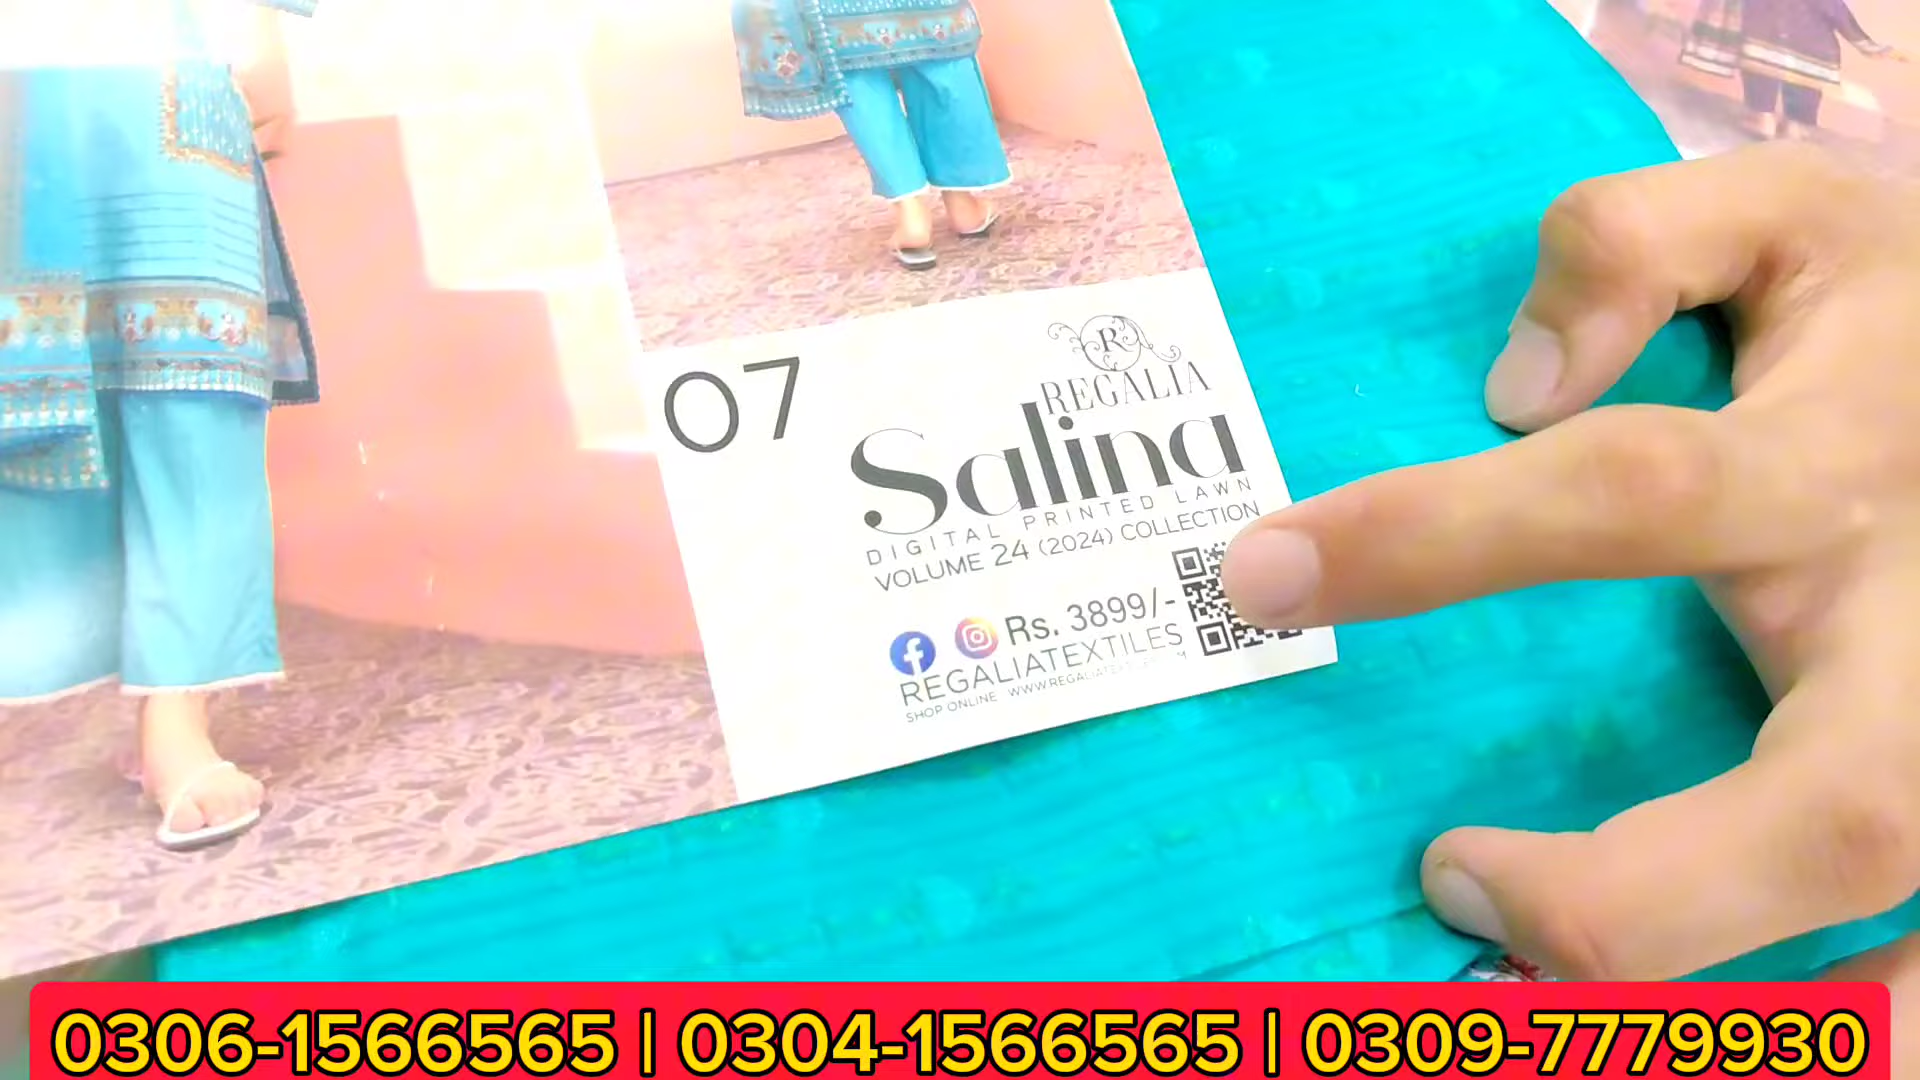 07
R
REGALIA
Salina
DIGITAL PRINTED LAWN
VOLUME 24 (2024) COLLECTION
Rs. 3899/-
REGALIATEXTILES
SHOP ONLINE
0306-1566565 | 0304-1566565 | 0309-7779930